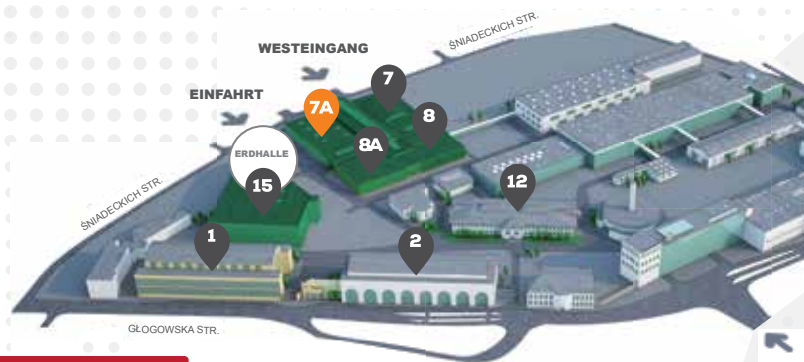 ŚNIADECKICH STR.
WESTEINGANG
EINFAHRT
7
7A
8
8A
ERDHALLE
15
12
ŚNIADECKICH STR.
1
2
GŁOGOWSKA STR.